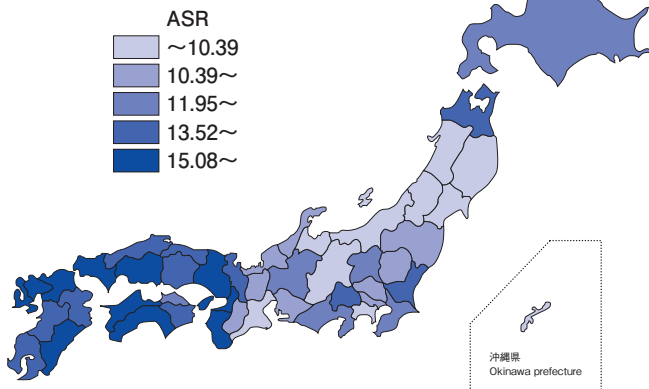 ASR
～10.39
10.39～
11.95～
13.52～
15.08～
沖縄県
Okinawa prefecture